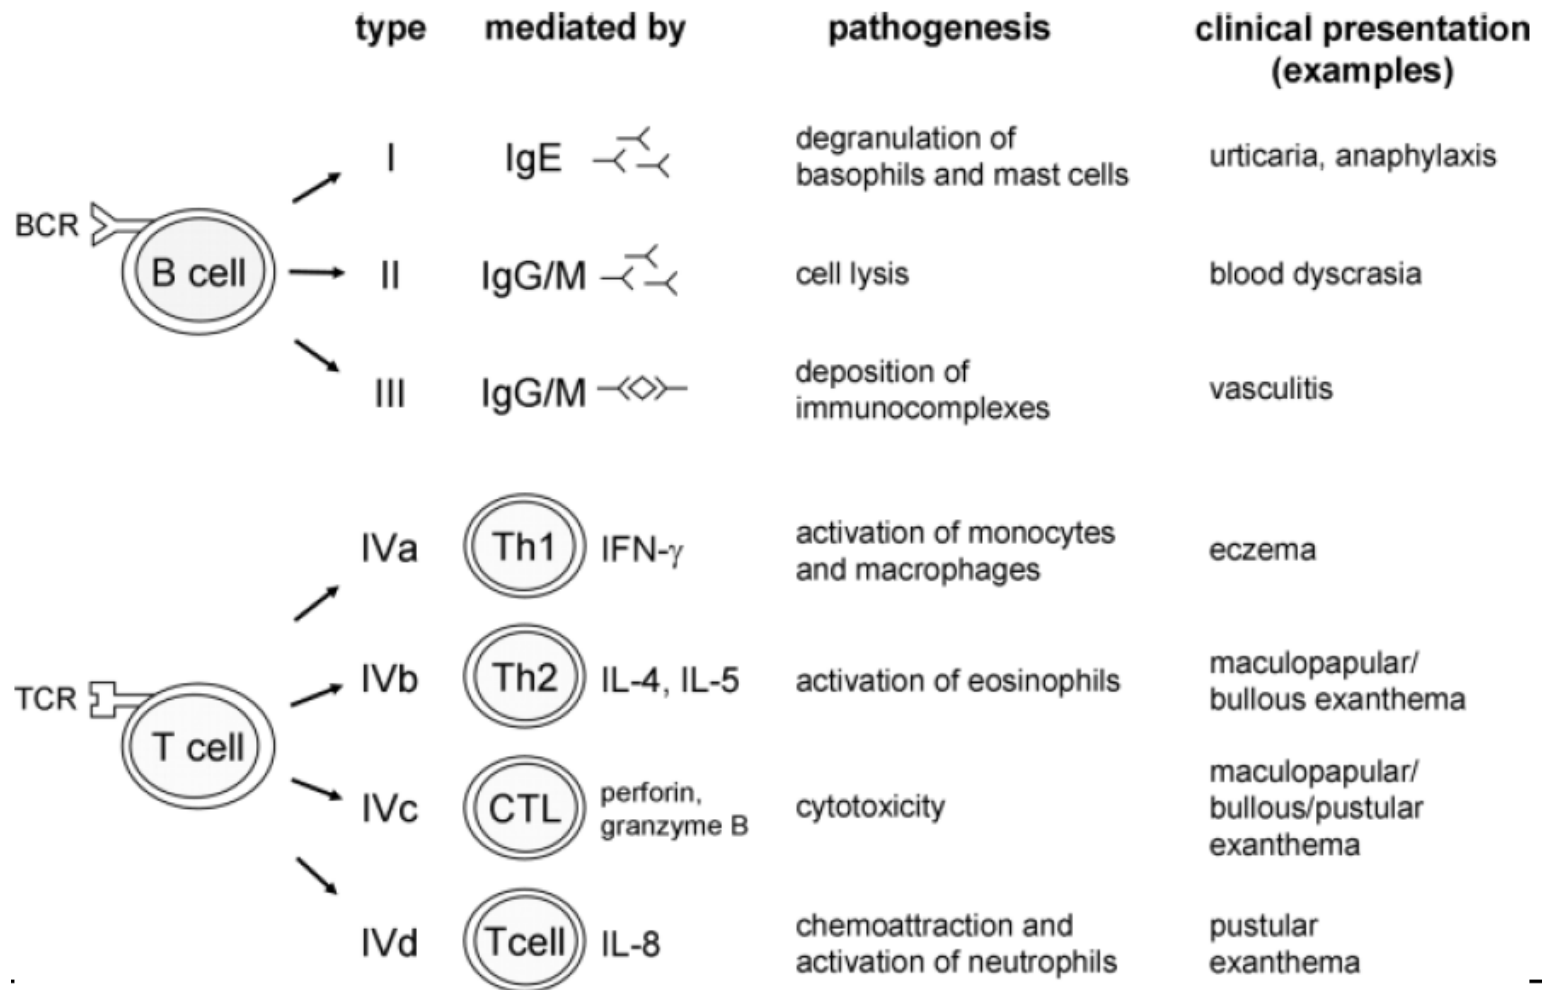 type mediated by pathogenesis clinical presentation
(examples)
I IgE degranulation of
basophils and mast cells urticaria, anaphylaxis
BCR
B cell II IgG/M cell lysis blood dyscrasia
III IgG/M deposition of
immunocomplexes vasculitis
IVa Th1 IFN-γ activation of monocytes
and macrophages eczema
TCR
T cell
IVb Th2 IL-4, IL-5 activation of eosinophils maculopapular/
bullous exanthema
IVc CTL perforin,
granzyme B cytotoxicity maculopapular/
bullous/pustular
exanthema
IVd Tcell IL-8 chemoattraction and
activation of neutrophils pustular
exanthema